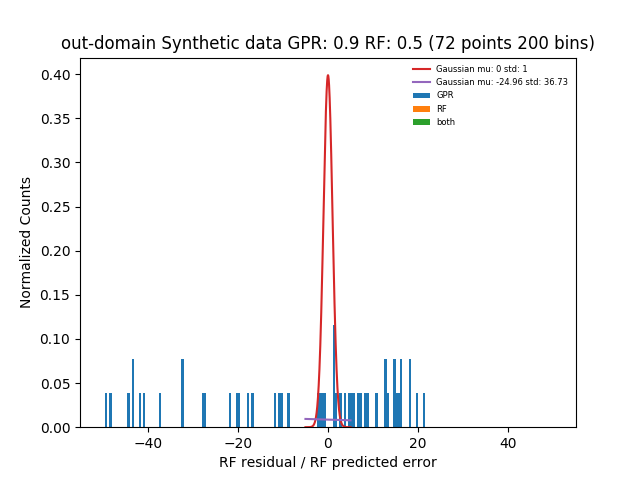 out-domain Synthetic data GPR: 0.9 RF: 0.5 (72 points 200 bins)
Gaussian mu: 0 std: 1
Gaussian mu: -24.96 std: 36.73
GPR
RF
both
Normalized Counts
0.40
0.35
0.30
0.25
0.20
0.15
0.10
0.05
0.00
−40
−20
0
20
40
RF residual / RF predicted error